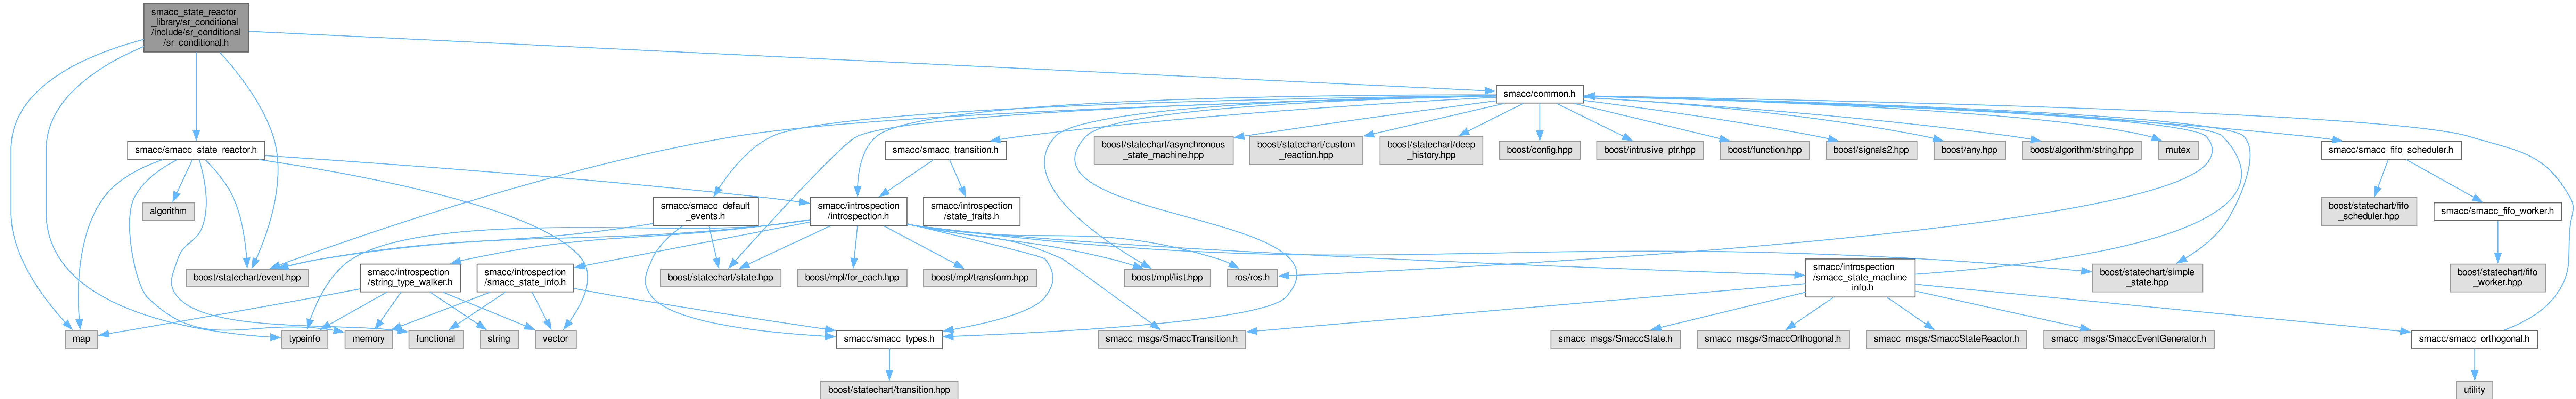 smacc_state_reactor
_library/sr_conditional
/include/sr_conditional
/sr_conditional.h
smacc/common.h
smacc/smacc_state_reactor.h
smacc/smacc_transition.h
boost/statechart/asynchronous
_state_machine.hpp
boost/statechart/custom
_reaction.hpp
boost/statechart/deep
_history.hpp
boost/config.hpp
boost/intrusive_ptr.hpp
boost/function.hpp
boost/signals2.hpp
boost/any.hpp
boost/algorithm/string.hpp
mutex
smacc/smacc_fifo_scheduler.h
algorithm
smacc/smacc_default
_events.h
smacc/introspection
/introspection.h
smacc/introspection
/state_traits.h
boost/statechart/fifo
_scheduler.hpp
smacc/smacc_fifo_worker.h
boost/statechart/event.hpp
smacc/introspection
/string_type_walker.h
smacc/introspection
/smacc_state_info.h
boost/statechart/state.hpp
boost/mpl/for_each.hpp
boost/mpl/transform.hpp
boost/mpl/list.hpp
ros/ros.h
smacc/introspection
/smacc_state_machine
_info.h
boost/statechart/simple
_state.hpp
boost/statechart/fifo
_worker.hpp
map
typeinfo
memory
functional
string
vector
smacc/smacc_types.h
smacc_msgs/SmaccTransition.h
smacc_msgs/SmaccState.h
smacc_msgs/SmaccOrthogonal.h
smacc_msgs/SmaccStateReactor.h
smacc_msgs/SmaccEventGenerator.h
smacc/smacc_orthogonal.h
boost/statechart/transition.hpp
utility